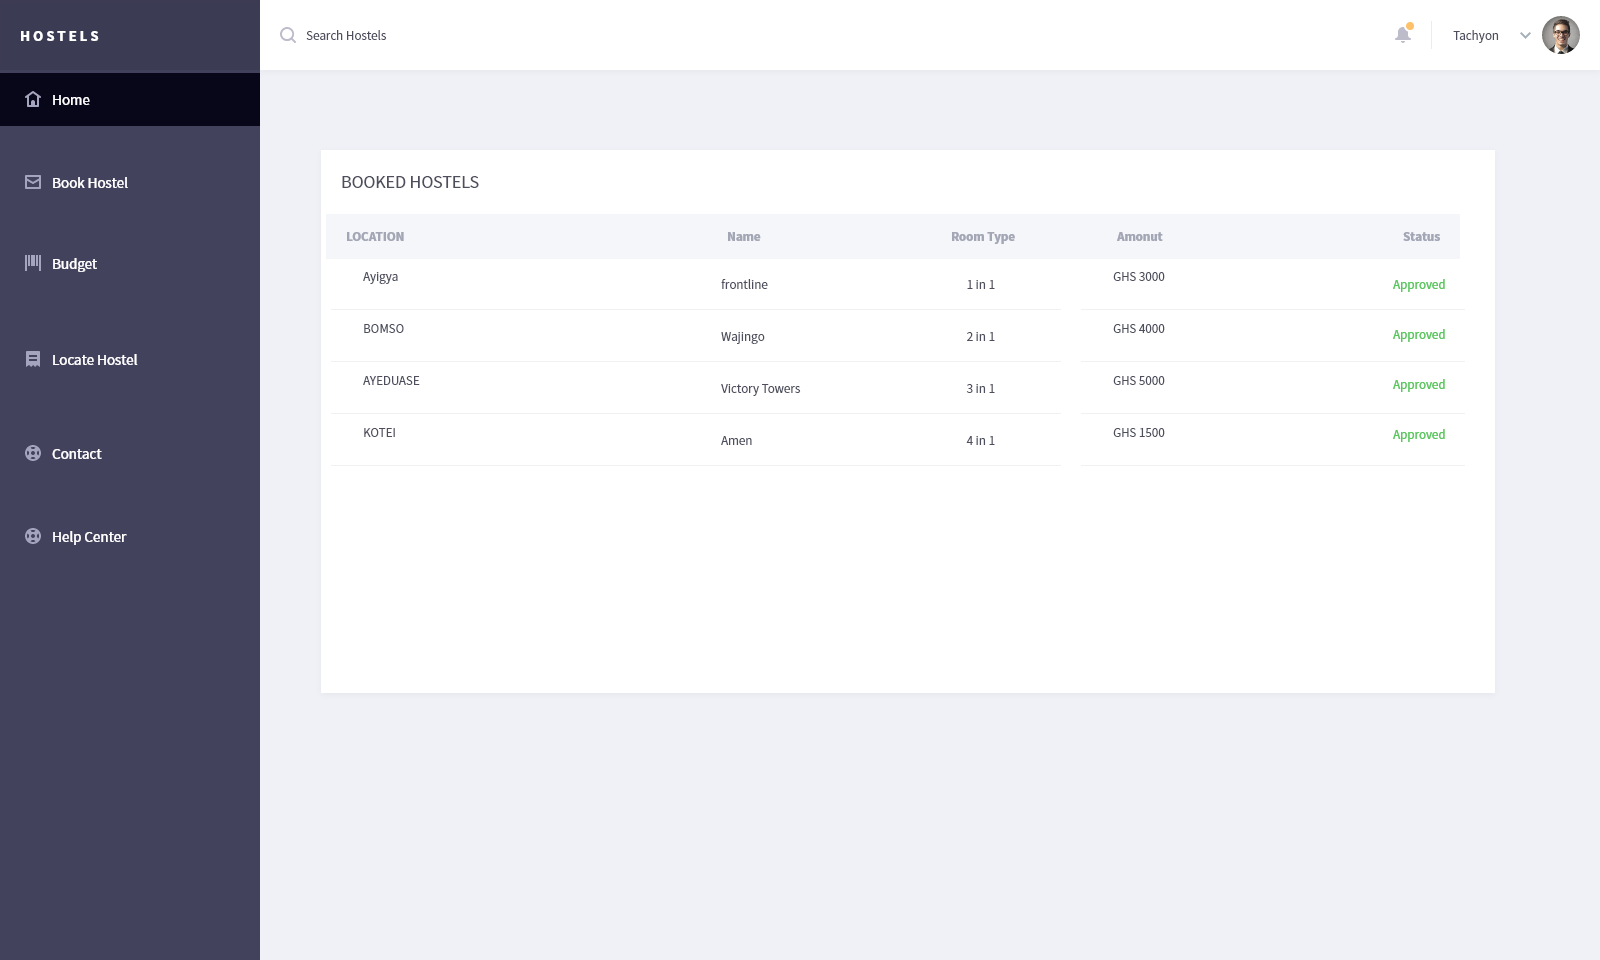 HOSTELS
Search Hostels
Tachyon
Home
Book Hostel
Budget
Locate Hostel
Contact
Help Center
BOOKED HOSTELS
LOCATION Name Room Type Amonut Status
Ayigya frontline 1 in 1 GHS 3000 Approved
BOMSO Wajingo 2 in 1 GHS 4000 Approved
AYEDUASE Victory Towers 3 in 1 GHS 5000 Approved
KOTEI Amen 4 in 1 GHS 1500 Approved